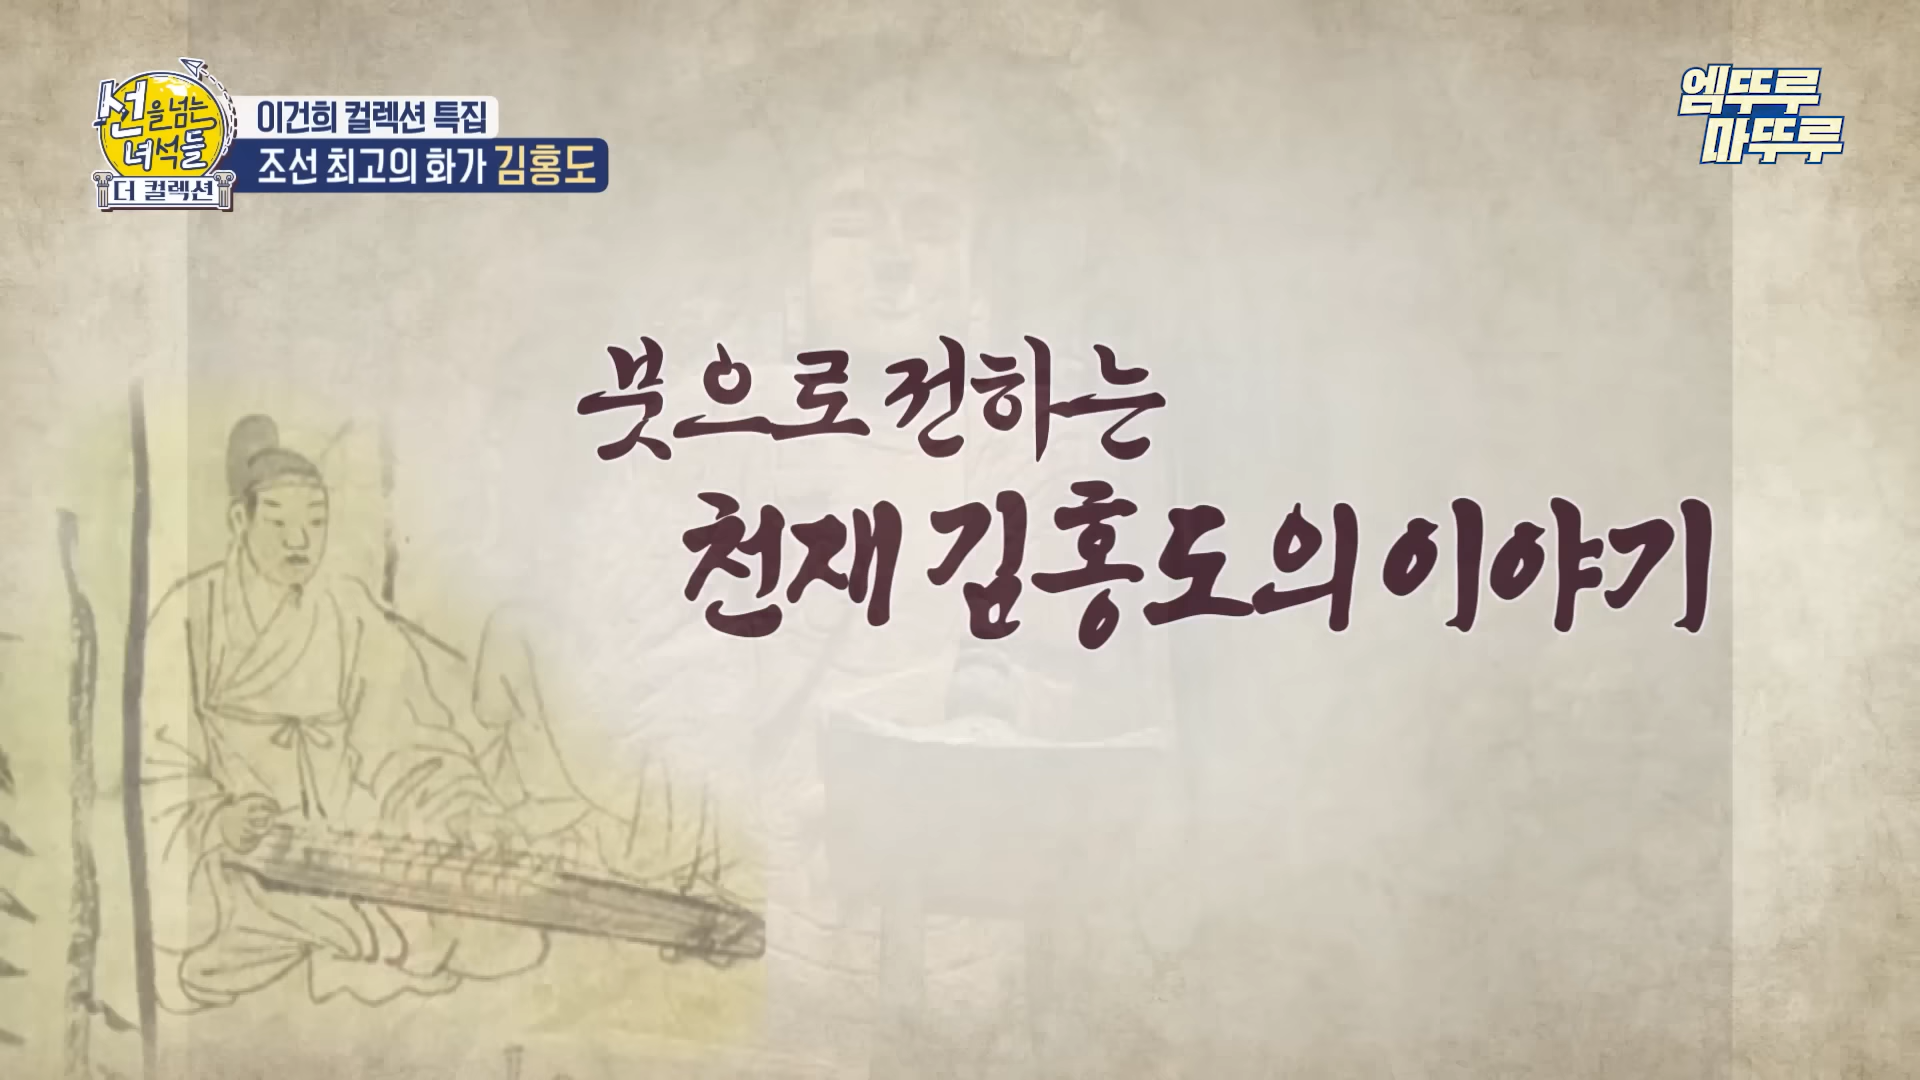 선을 넘는
녀석들
더 컬렉션
이건희 컬렉션 특집
조선 최고의 화가 김홍도
엠뚜루
마뚜루
붓으로 전하는
천재 김홍도의 이야기